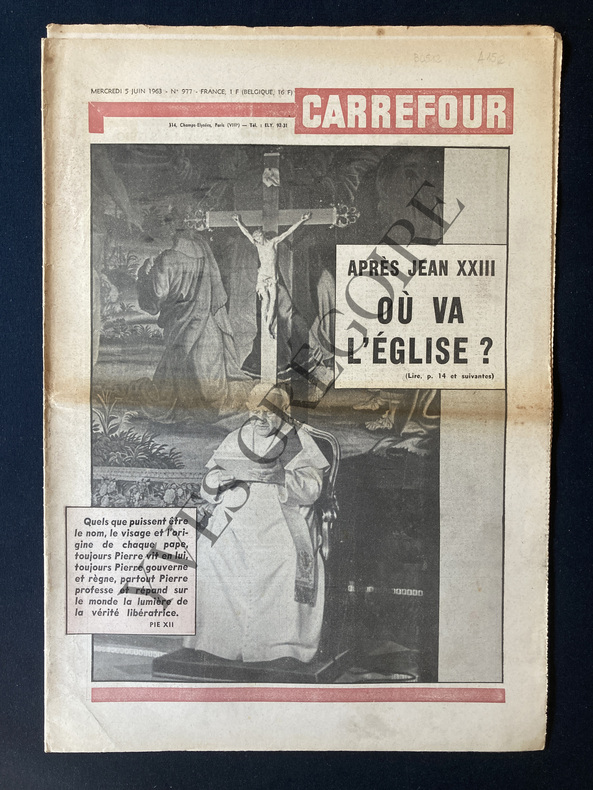 MERCREDI 5 JUIN 1963 - N° 977 - FRANCE, 1 F (BELGIQUE, 16 F)
CARREFOUR
114, Champs-Elysées, Paris (VIIIe) — Tél. : ELY.
APRÈS JEAN XXIII
OÙ VA
L'ÉGLISE ?
(Lire, p. 14 et suivantes)
Quels que puissent être
le nom, le visage et l'ori-
gine de chaque pape,
toujours Pierre vit en lui,
toujours Pierre gouverne
et règne, partout Pierre
professe et répand sur
le monde la lumière de
la vérité libératrice.
PIE XII
YVES GRÉGOIRE